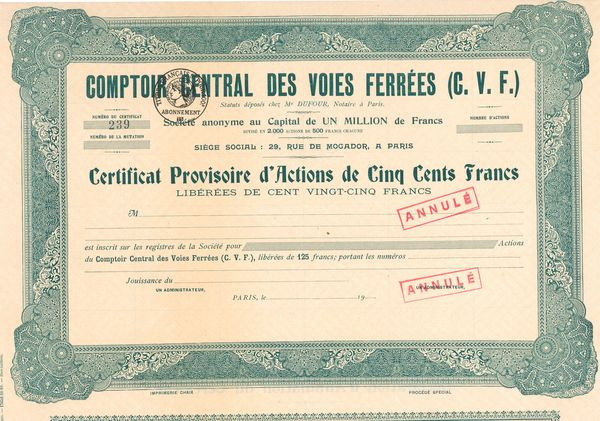 COMPTOIR CENTRAL DES VOIES FERRÉES (C. V. F.)
Statuts déposés chez Me DUFOUR, Notaire à Paris.
ABONNEMENT
NUMÉRO DU CERTIFICAT
239
NUMÉRO DE LA MUTATION
Société anonyme au Capital de UN MILLION de Francs
DIVISÉ EN 2.000 ACTIONS DE 500 FRANCS CHACUNE
NOMBRE D'ACTIONS
SIÈGE SOCIAL : 29, RUE DE MOGADOR, A PARIS
Certificat Provisoire d'Actions de Cinq Cents Francs
LIBÉRÉES DE CENT VINGT-CINQ FRANCS
M
ANNULÉ
est inscrit sur les registres de la Société pour Actions
du Comptoir Central des Voies Ferrées (C. V. F.), libérées de 125 francs; portant les numéros
Jouissance du
ANNULÉ
UN ADMINISTRATEUR, UN ADMINISTRATEUR,
PARIS, le 19
IMPRIMERIE CHAIX PROCÉDÉ SPÉCIAL